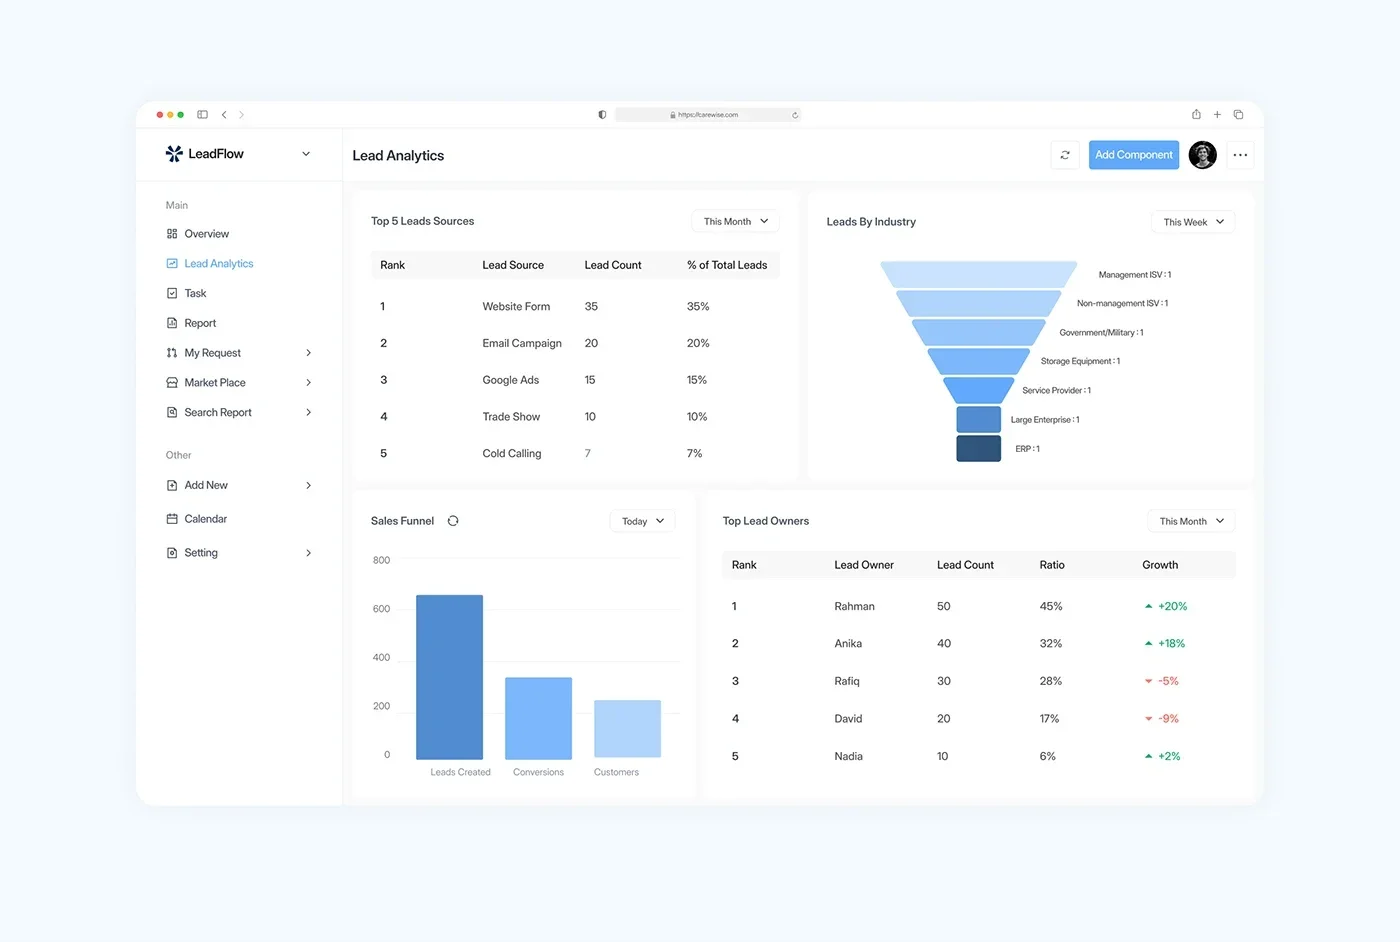 https://carewise.com
LeadFlow
Lead Analytics
Add Component
Main
Overview
Lead Analytics
Task
Report
My Request
Market Place
Search Report
Other
Add New
Calendar
Setting
Top 5 Leads Sources
This Month
Rank Lead Source Lead Count % of Total Leads
1 Website Form 35 35%
2 Email Campaign 20 20%
3 Google Ads 15 15%
4 Trade Show 10 10%
5 Cold Calling 7 7%
Leads By Industry
This Week
Management ISV : 1
Non-management ISV : 1
Government/Military : 1
Storage Equipment : 1
Service Provider : 1
Large Enterprise : 1
ERP : 1
Sales Funnel
Today
800
600
400
200
0
Leads Created Conversions Customers
Top Lead Owners
This Month
Rank Lead Owner Lead Count Ratio Growth
1 Rahman 50 45% +20%
2 Anika 40 32% +18%
3 Rafiq 30 28% -5%
4 David 20 17% -9%
5 Nadia 10 6% +2%